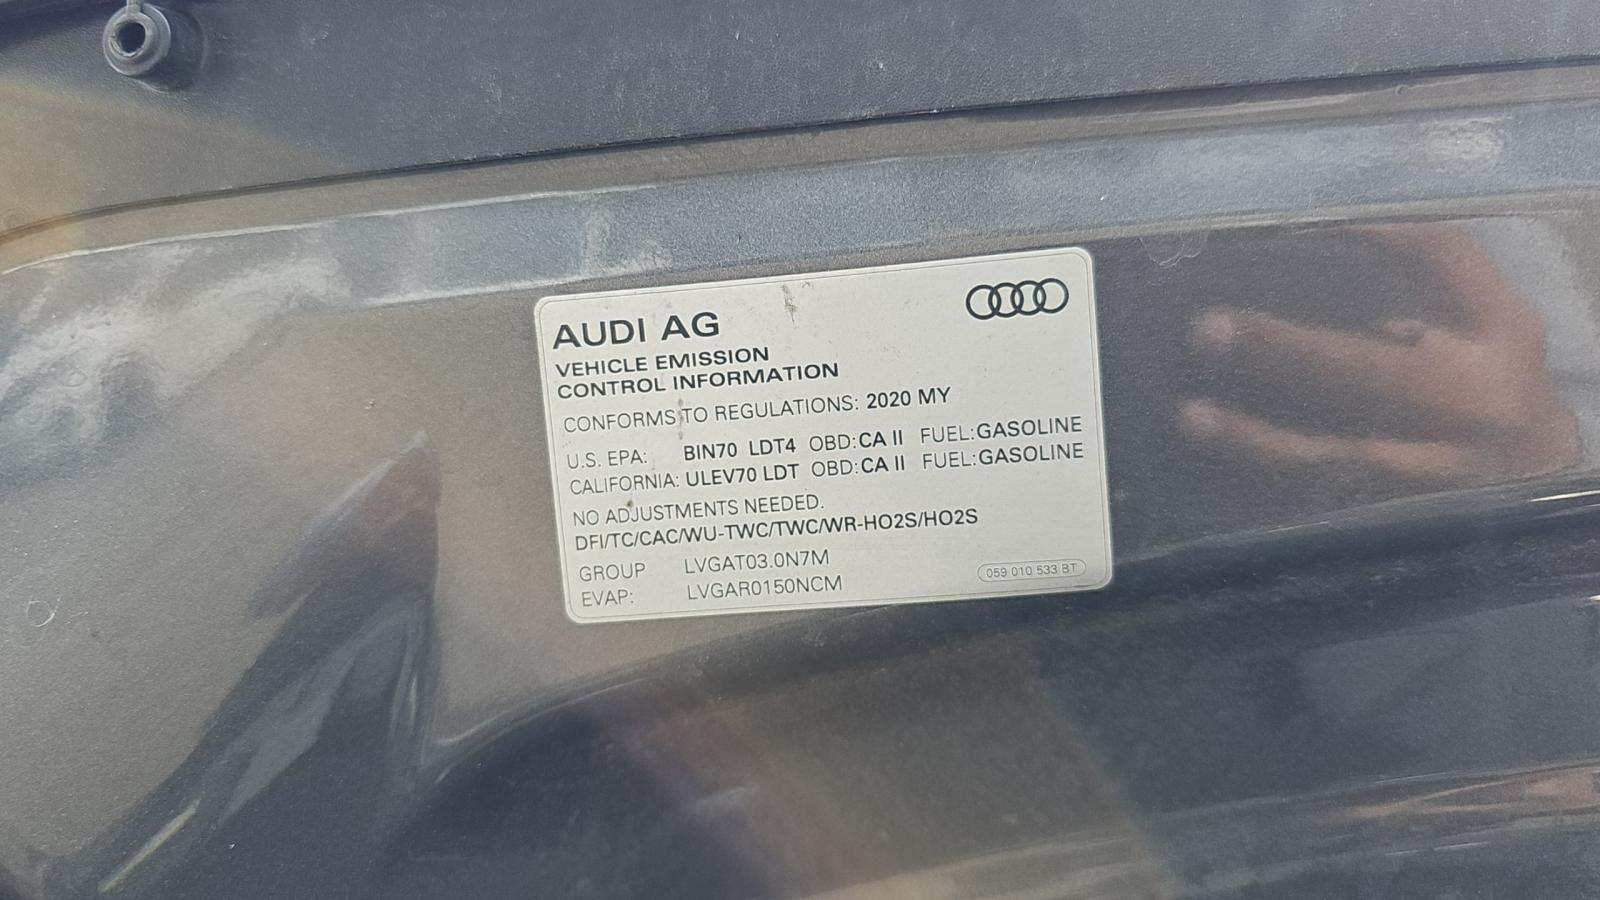 AUDI AG
VEHICLE EMISSION
CONTROL INFORMATION
CONFORMS TO REGULATIONS: 2020 MY
U.S. EPA: BIN70 LDT4 OBD:CA II FUEL:GASOLINE
CALIFORNIA: ULEV70 LDT OBD:CA II FUEL:GASOLINE
NO ADJUSTMENTS NEEDED.
DFI/TC/CAC/WU-TWC/TWC/WR-HO2S/HO2S
GROUP LVGAT03.0N7M
EVAP: LVGAR0150NCM
059 010 533 BT